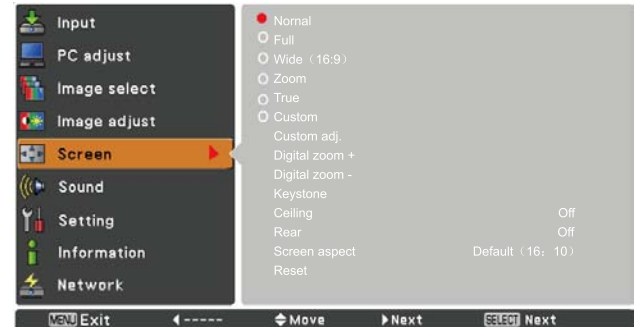 Input
PC adjust
Image select
Image adjust
Screen
Sound
Setting
Information
Network
Nornal
Full
Wide（16:9）
Zoom
True
Custom
Custom adj.
Digital zoom +
Digital zoom -
Keystone
Ceiling Off
Rear Off
Screen aspect Default（16：10）
Reset
MENU Exit ◀----- Move ▶Next SELECT Next